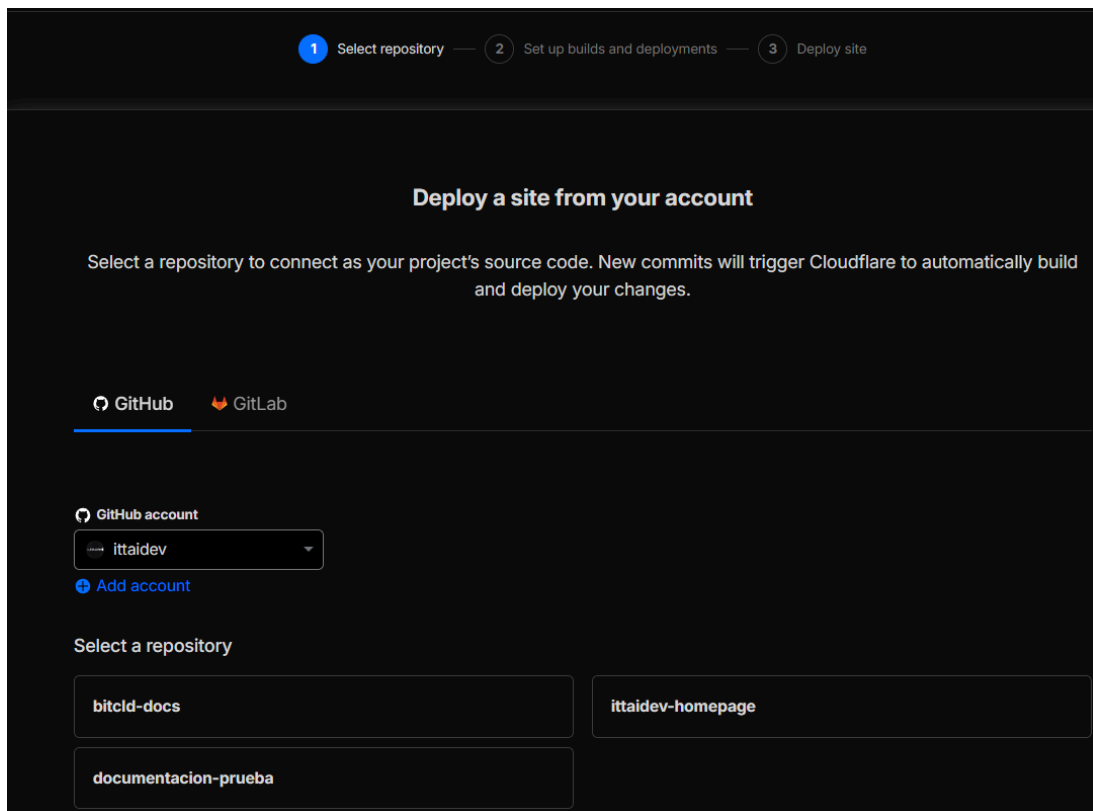 1 Select repository 2 Set up builds and deployments 3 Deploy site
Deploy a site from your account
Select a repository to connect as your project's source code. New commits will trigger Cloudflare to automatically build
and deploy your changes.
GitHub GitLab
GitHub account
ittaidev
Add account
Select a repository
bitcld-docs ittaidev-homepage
documentacion-prueba